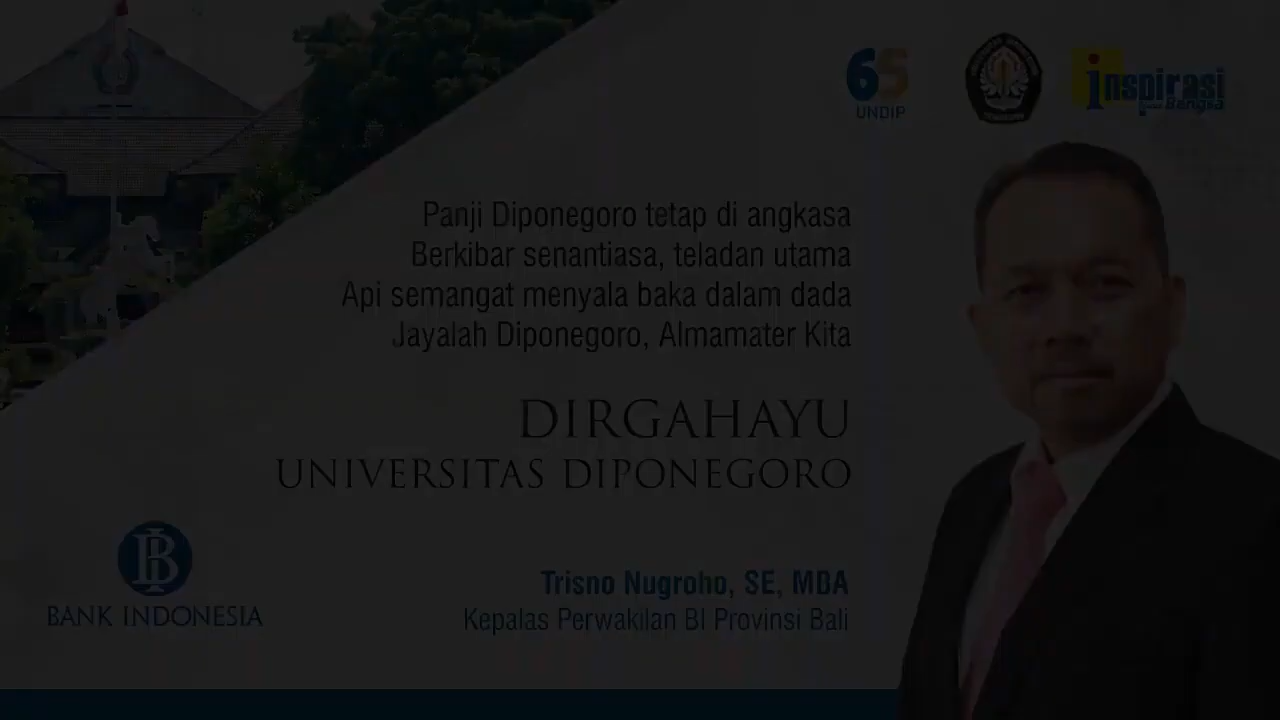 65
UNDIP
inspirasi
Bangsa
Panji Diponegoro tetap di angkasa
Berkibar senantiasa, teladan utama
Api semangat menyala baka dalam dada
Jayalah Diponegoro, Almamater Kita
DIRGAHAYU
UNIVERSITAS DIPONEGORO
BANK INDONESIA
Trisno Nugroho, SE, MBA
Kepalas Perwakilan BI Provinsi Bali